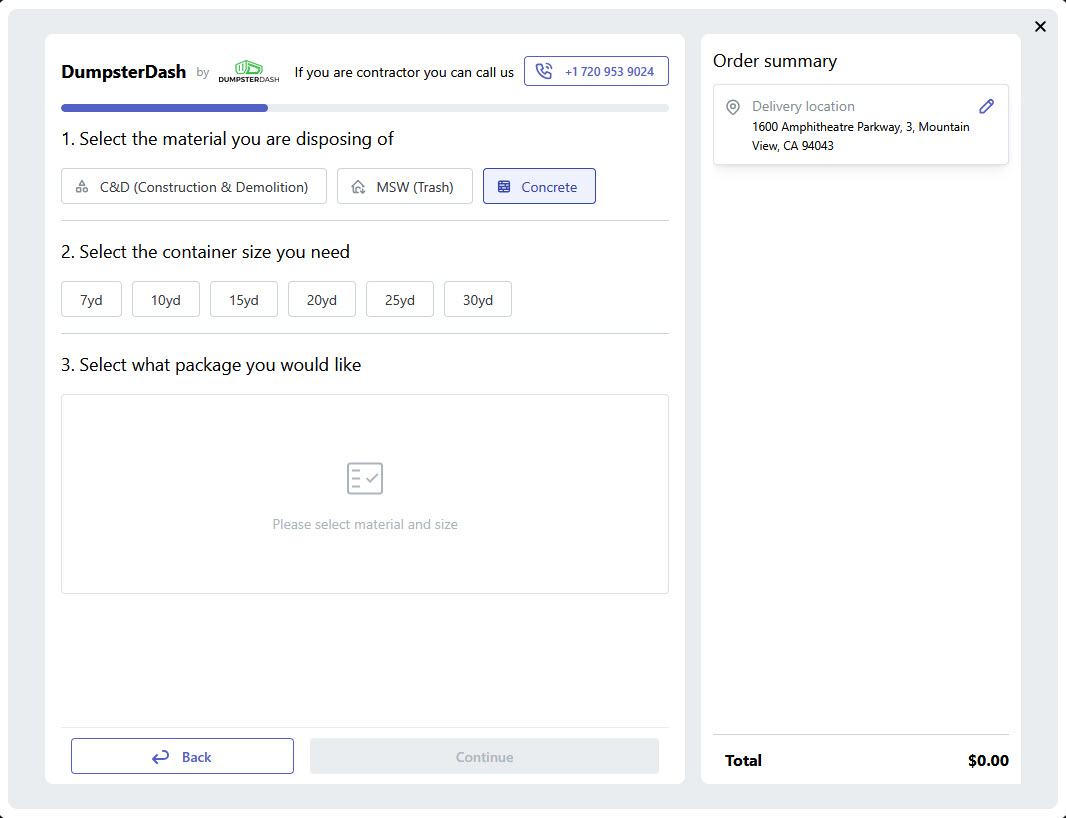 DumpsterDash by DUMPSTERDASH If you are contractor you can call us +1 720 953 9024
1. Select the material you are disposing of
C&D (Construction & Demolition) MSW (Trash) Concrete
2. Select the container size you need
7yd 10yd 15yd 20yd 25yd 30yd
3. Select what package you would like
Please select material and size
Back Continue
Order summary
Delivery location
1600 Amphitheatre Parkway, 3, Mountain
View, CA 94043
Total $0.00